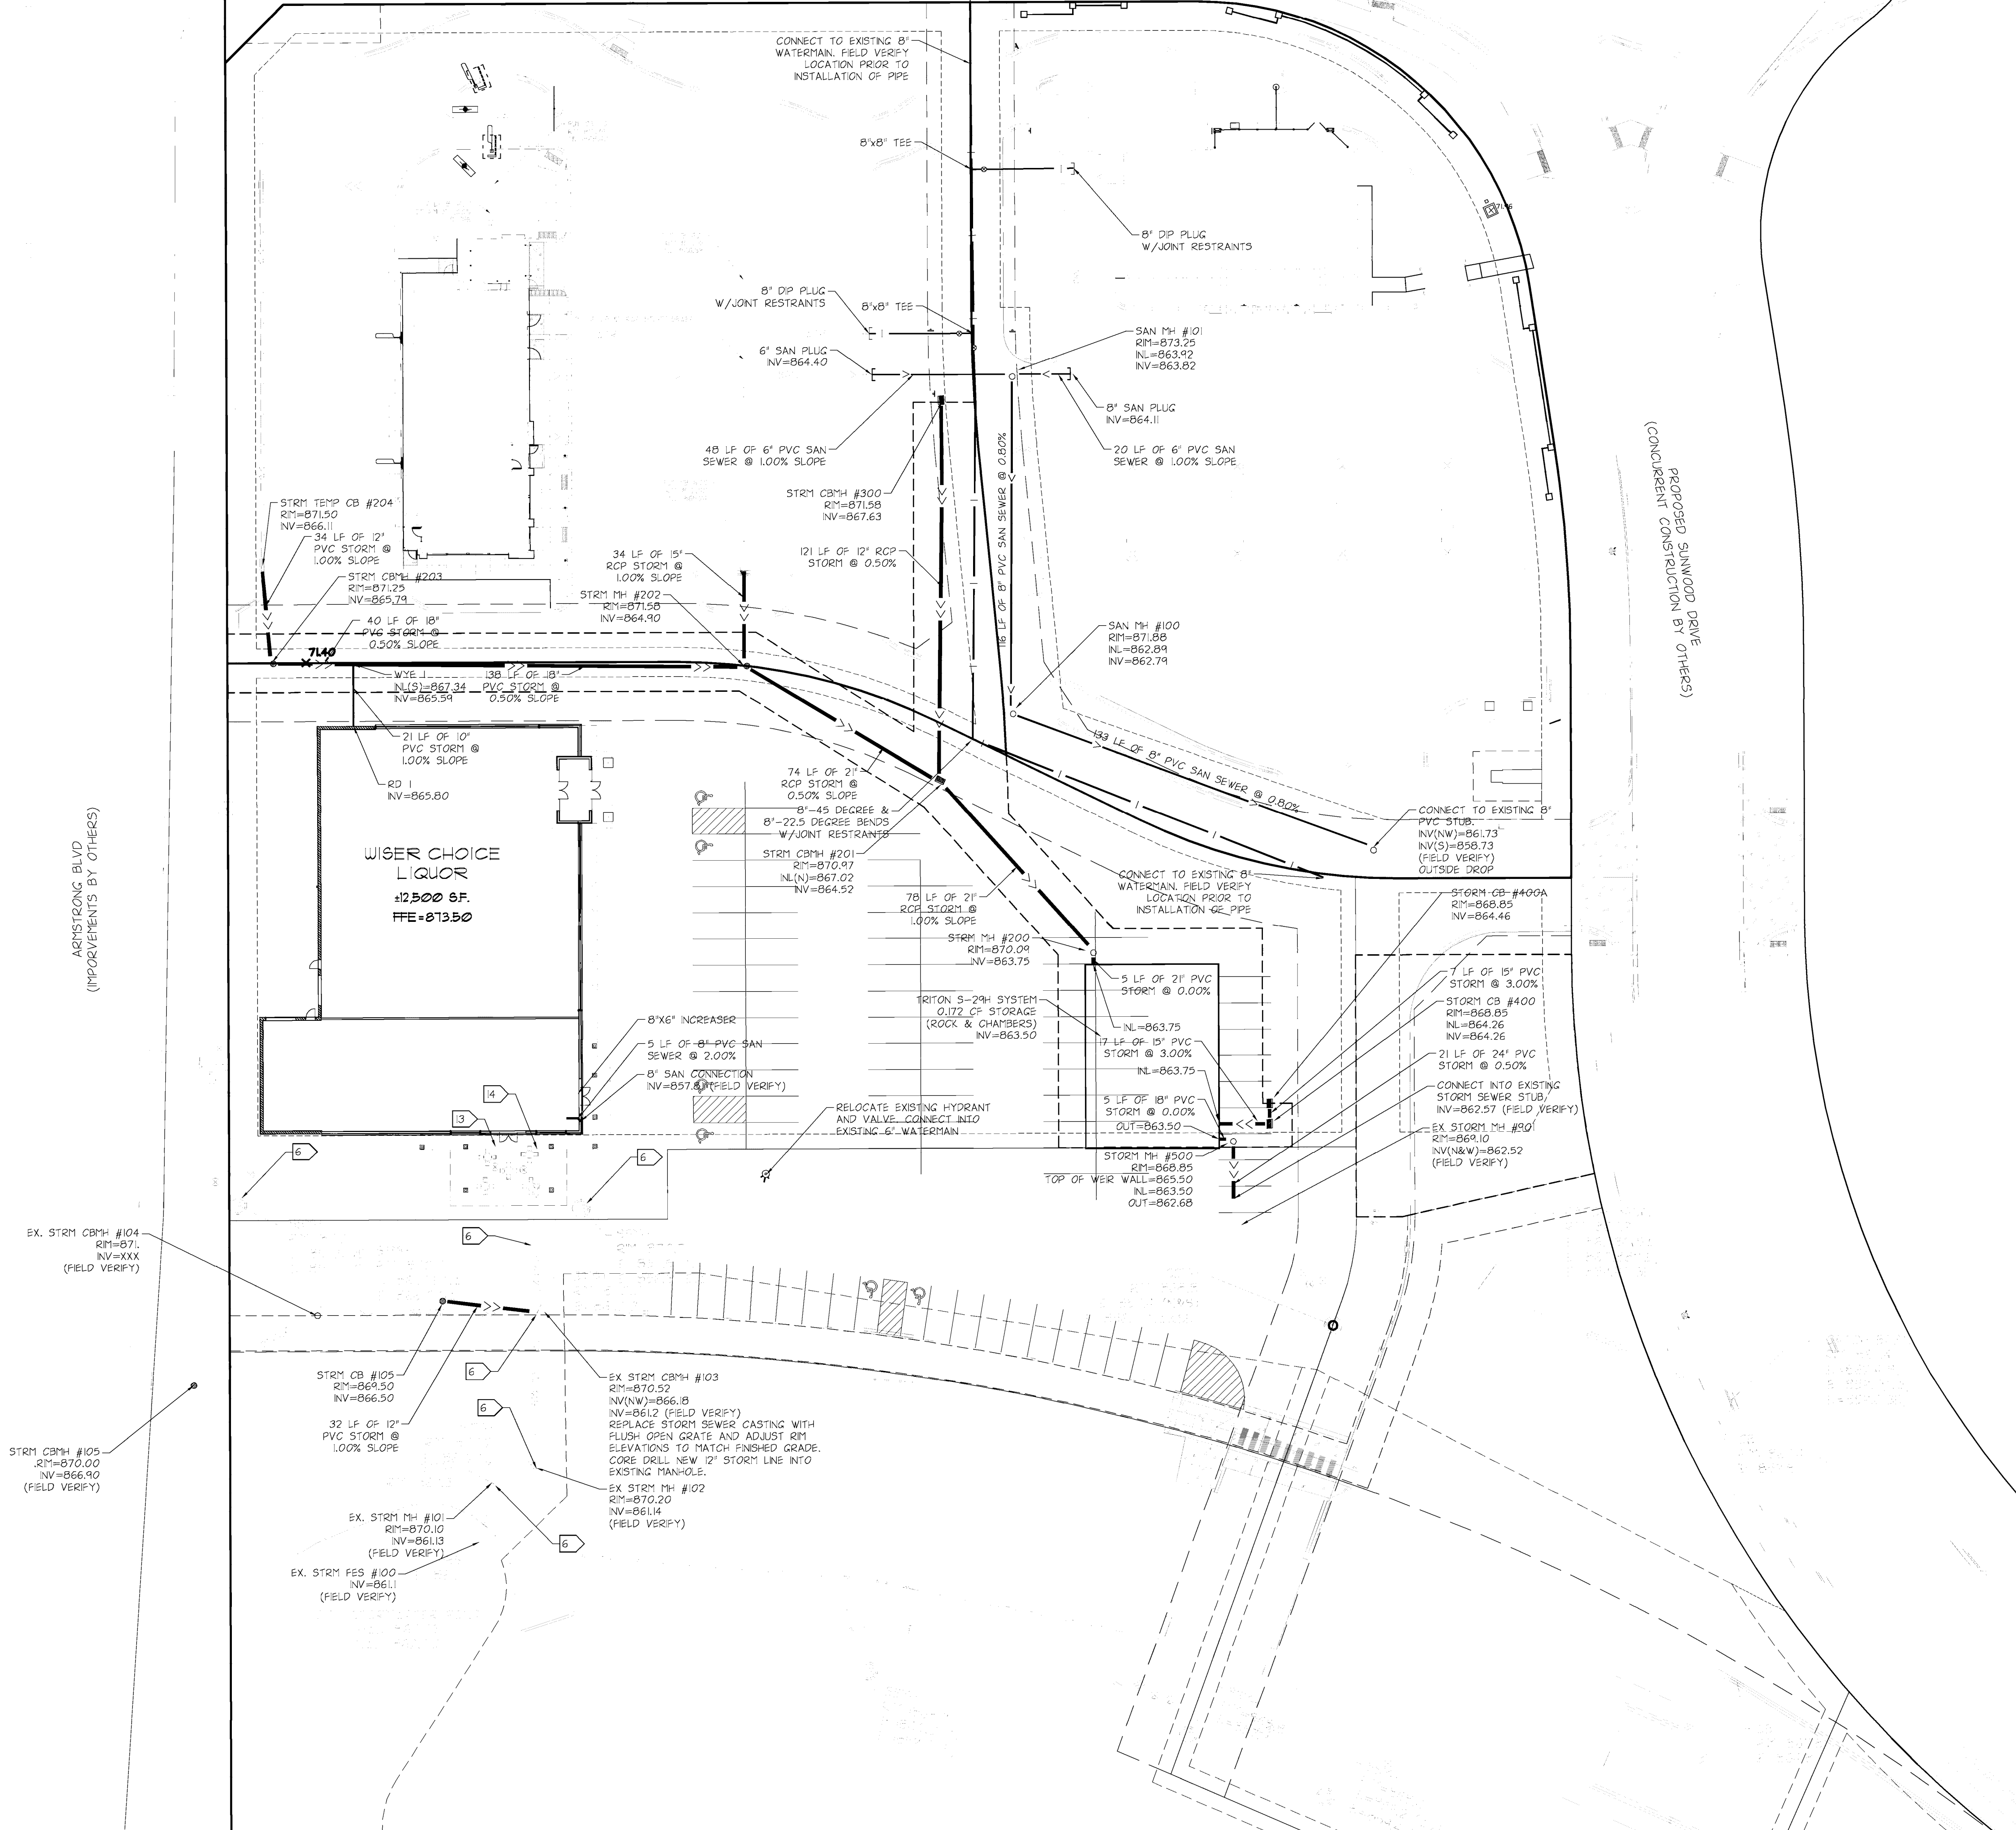 CONNECT TO EXISTING 8"
WATERMAIN. FIELD VERIFY
LOCATION PRIOR TO
INSTALLATION OF PIPE
8"x8" TEE
8" DIP PLUG
W/JOINT RESTRAINTS
8" DIP PLUG
W/JOINT RESTRAINTS
8"x8" TEE
6" SAN PLUG
INV=864.40
SAN MH #101
RIM=873.25
INL=863.92
INV=863.82
8" SAN PLUG
INV=864.11
48 LF OF 6" PVC SAN
SEWER @ 1.00% SLOPE
20 LF OF 6" PVC SAN
SEWER @ 1.00% SLOPE
116 LF OF 8" PVC SAN SEWER @ 0.80%
STRM CBMH #300
RIM=871.58
INV=867.63
121 LF OF 12" RCP
STORM @ 0.50%
STRM TEMP CB #204
RIM=871.50
INV=866.11
34 LF OF 12"
PVC STORM @
1.00% SLOPE
STRM CBMH #203
RIM=871.25
INV=865.79
40 LF OF 18"
PVC STORM @
0.50% SLOPE
71.40
34 LF OF 15"
RCP STORM @
1.00% SLOPE
STRM MH #202
RIM=871.58
INV=864.90
WYE 1
INL(S)=867.34
INV=865.59
138 LF OF 18"
PVC STORM @
0.50% SLOPE
21 LF OF 10"
PVC STORM @
1.00% SLOPE
RD 1
INV=865.80
SAN MH #100
RIM=871.88
INL=862.89
INV=862.79
133 LF OF 8" PVC SAN SEWER @ 0.80%
74 LF OF 21"
RCP STORM @
0.50% SLOPE
8"-45 DEGREE &
8"-22.5 DEGREE BENDS
W/JOINT RESTRAINTS
STRM CBMH #201
RIM=870.97
INL(N)=867.02
INV=864.52
78 LF OF 21"
RCP STORM @
1.00% SLOPE
CONNECT TO EXISTING 8"
PVC STUB.
INV(NW)=861.73
INV(S)=858.73
(FIELD VERIFY)
OUTSIDE DROP
CONNECT TO EXISTING 8"
WATERMAIN. FIELD VERIFY
LOCATION PRIOR TO
INSTALLATION OF PIPE
WISER CHOICE
LIQUOR
±12,500 S.F.
FFE=873.50
STORM CB #400A
RIM=868.85
INV=864.46
STRM MH #200
RIM=870.09
INV=863.75
5 LF OF 21" PVC
STORM @ 0.00%
7 LF OF 15" PVC
STORM @ 3.00%
TRITON S-29H SYSTEM
0.172 CF STORAGE
(ROCK & CHAMBERS)
INV=863.50
INL=863.75
STORM CB #400
RIM=868.85
INL=864.26
INV=864.26
17 LF OF 15" PVC
STORM @ 3.00%
INL=863.75
21 LF OF 24" PVC
STORM @ 0.50%
CONNECT INTO EXISTING
STORM SEWER STUB,
INV=862.57 (FIELD VERIFY)
5 LF OF 18" PVC
STORM @ 0.00%
OUT=863.50
EX STORM MH #901
RIM=869.10
INV(N&W)=862.52
(FIELD VERIFY)
STORM MH #500
RIM=868.85
TOP OF WEIR WALL=865.50
INL=863.50
OUT=862.68
8"X6" INCREASER
5 LF OF 8" PVC SAN
SEWER @ 2.00%
8" SAN CONNECTION
(FIELD VERIFY)
RELOCATE EXISTING HYDRANT
AND VALVE. CONNECT INTO
EXISTING 6" WATERMAIN
14
13
6
6
6
6
6
6
ARMSTRONG BLVD
(IMPORVEMENTS BY OTHERS)
PROPOSED SUNWOOD DRIVE
(CONCURRENT CONSTRUCTION BY OTHERS)
EX. STRM CBMH #104
RIM=871.
INV=XXX
(FIELD VERIFY)
STRM CB #105
RIM=869.50
INV=866.50
32 LF OF 12"
PVC STORM @
1.00% SLOPE
STRM CBMH #105
.RIM=870.00
INV=866.90
(FIELD VERIFY)
EX STRM CBMH #103
RIM=870.52
INV(NW)=866.18
INV=861.2 (FIELD VERIFY)
REPLACE STORM SEWER CASTING WITH
FLUSH OPEN GRATE AND ADJUST RIM
ELEVATIONS TO MATCH FINISHED GRADE.
CORE DRILL NEW 12" STORM LINE INTO
EXISTING MANHOLE.
EX STRM MH #102
RIM=870.20
INV=861.14
(FIELD VERIFY)
EX. STRM MH #101
RIM=870.10
INV=861.13
(FIELD VERIFY)
EX. STRM FES #100
INV=861.1
(FIELD VERIFY)